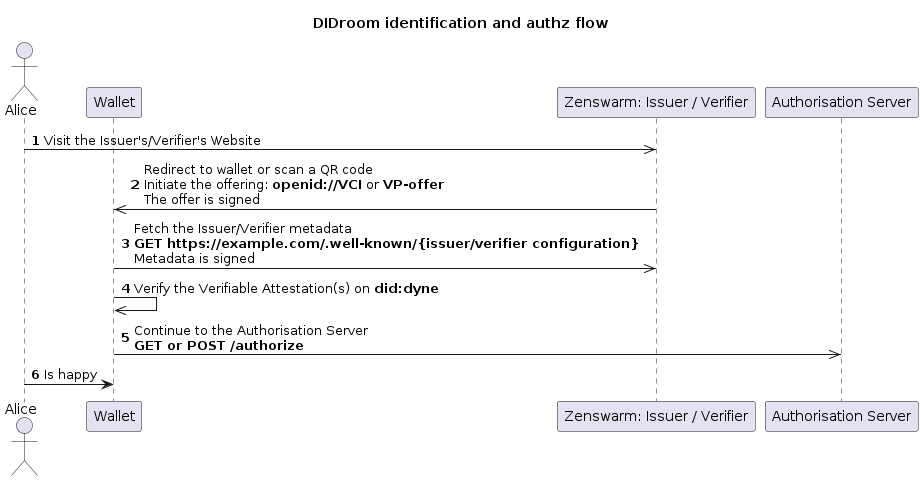 DIDroom identification and authz flow
Alice
Wallet
Zenswarm: Issuer / Verifier
Authorisation Server
1 Visit the Issuer's/Verifier's Website
Redirect to wallet or scan a QR code
2 Initiate the offering: openid://VCI or VP-offer
The offer is signed
Fetch the Issuer/Verifier metadata
3 GET https://example.com/.well-known/{issuer/verifier configuration}
Metadata is signed
4 Verify the Verifiable Attestation(s) on did:dyne
Continue to the Authorisation Server
5
GET or POST /authorize
6 Is happy
Alice
Wallet
Zenswarm: Issuer / Verifier
Authorisation Server